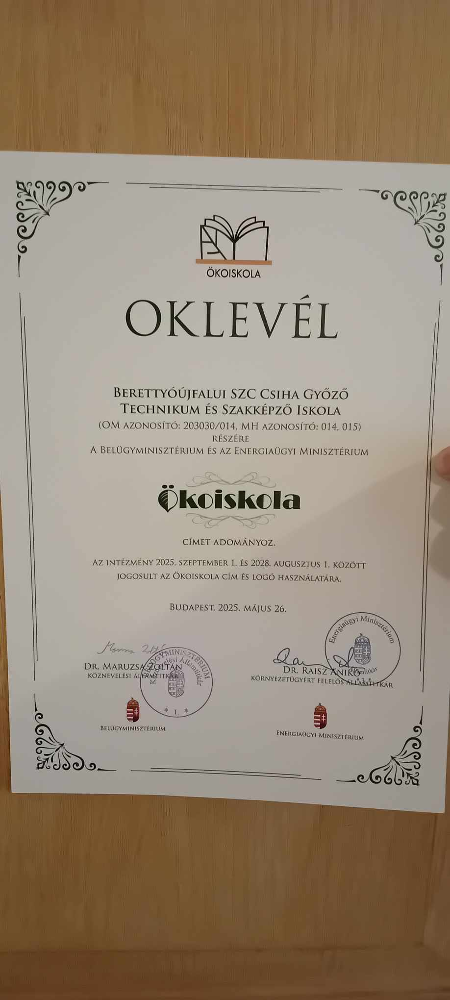 ÖKOISKOLA
OKLEVÉL
BERETTYÓÚJFALUI SZC CSIHA GYŐZŐ
TECHNIKUM ÉS SZAKKÉPZŐ ISKOLA
(OM AZONOSÍTÓ: 203030/014, MH AZONOSÍTÓ: 014, 015)
RÉSZÉRE
A BELÜGYMINISZTÉRIUM ÉS AZ ENERGIAÜGYI MINISZTÉRIUM
Ökoiskola
CÍMET ADOMÁNYOZ.
AZ INTÉZMÉNY 2025. SZEPTEMBER 1. ÉS 2028. AUGUSZTUS 1. KÖZÖTT
JOGOSULT AZ ÖKOISKOLA CÍM ÉS LOGÓ HASZNÁLATÁRA.
BUDAPEST, 2025. MÁJUS 26.
DR. MARUZSA ZOLTÁN
KÖZNEVELÉSI ÁLLAMTITKÁR
BELÜGYMINISZTÉRIUM
Köznevelési Államtitkár
* 1. *
BELÜGYMINISZTÉRIUM
Energiaügyi Minisztérium
DR. RAISZ ANIKÓ
KÖRNYEZETÜGYÉRT FELELŐS ÁLLAMTITKÁR
ENERGIAÜGYI MINISZTÉRIUM